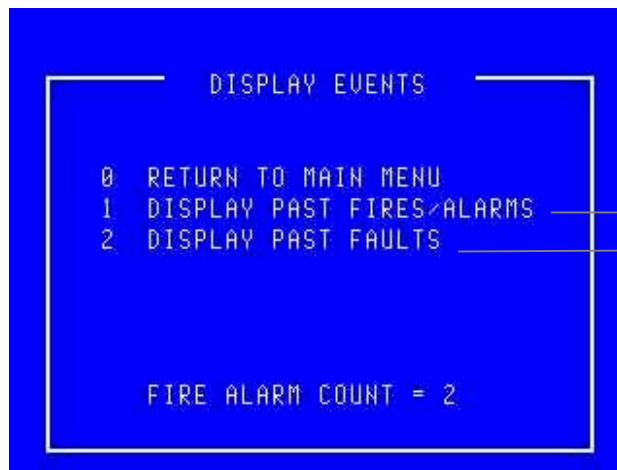 DISPLAY EVENTS
0 RETURN TO MAIN MENU
1 DISPLAY PAST FIRES/ALARMS
2 DISPLAY PAST FAULTS
FIRE ALARM COUNT = 2